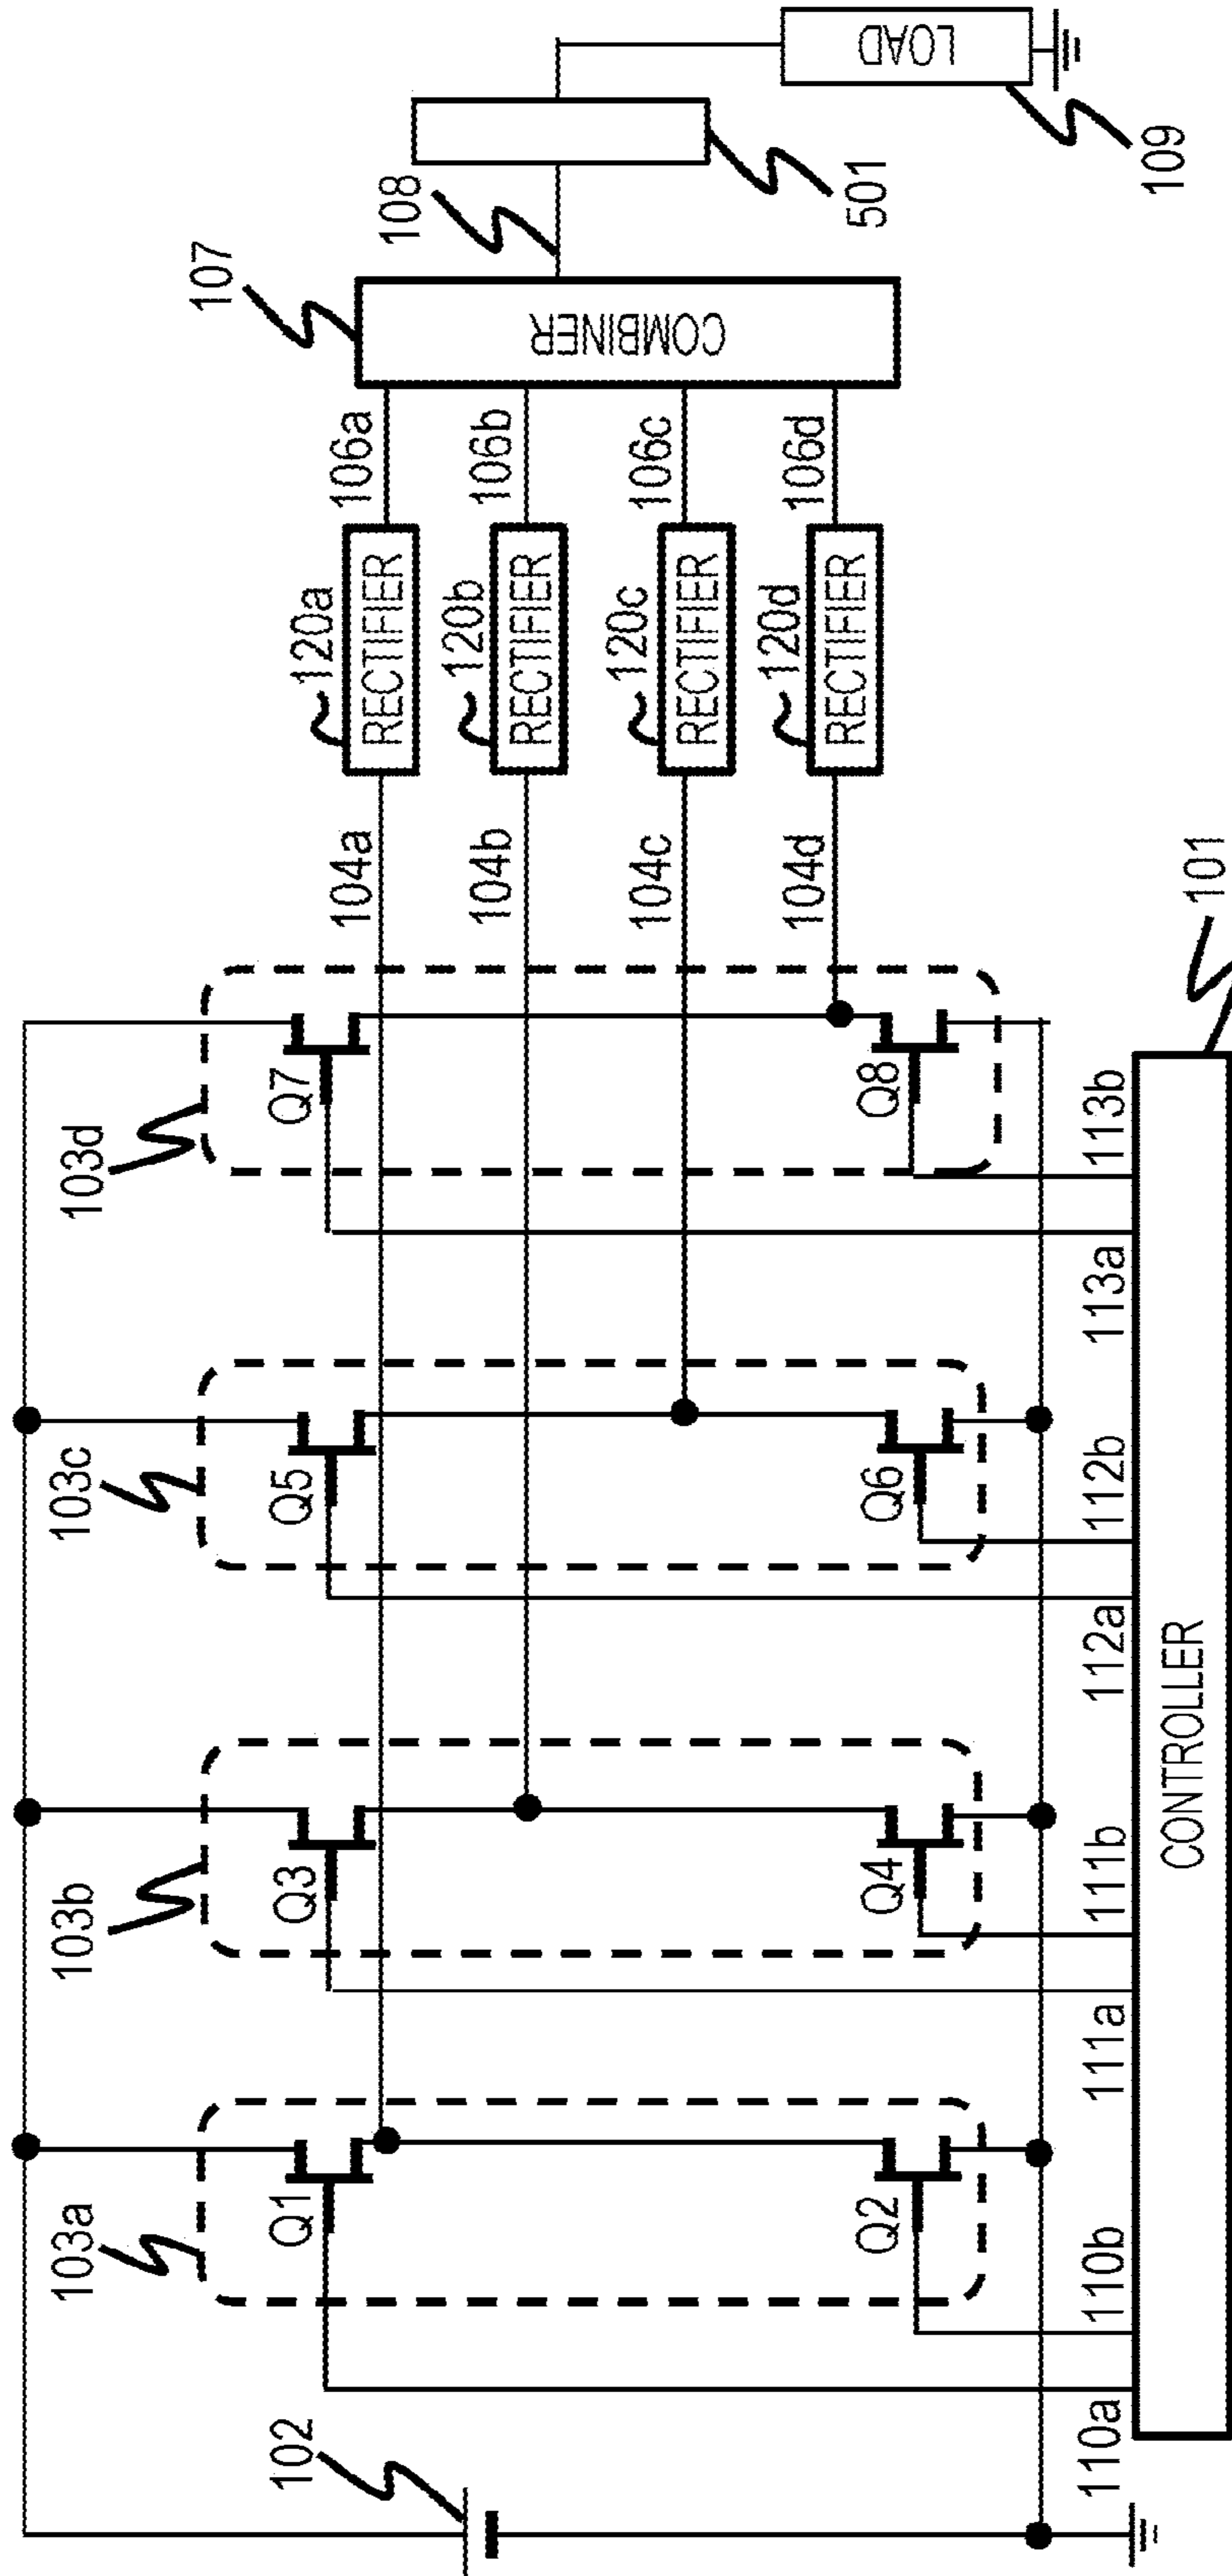 102
103a
Q1
Q2
110a
110b
103b
Q3
Q4
111a
111b
103c
Q5
Q6
112a
112b
103d
Q7
Q8
113a
113b
CONTROLLER
101
104a
104b
104c
104d
120a
RECTIFIER
120b
RECTIFIER
120c
RECTIFIER
120d
RECTIFIER
106a
106b
106c
106d
107
COMBINER
108
501
LOAD
109